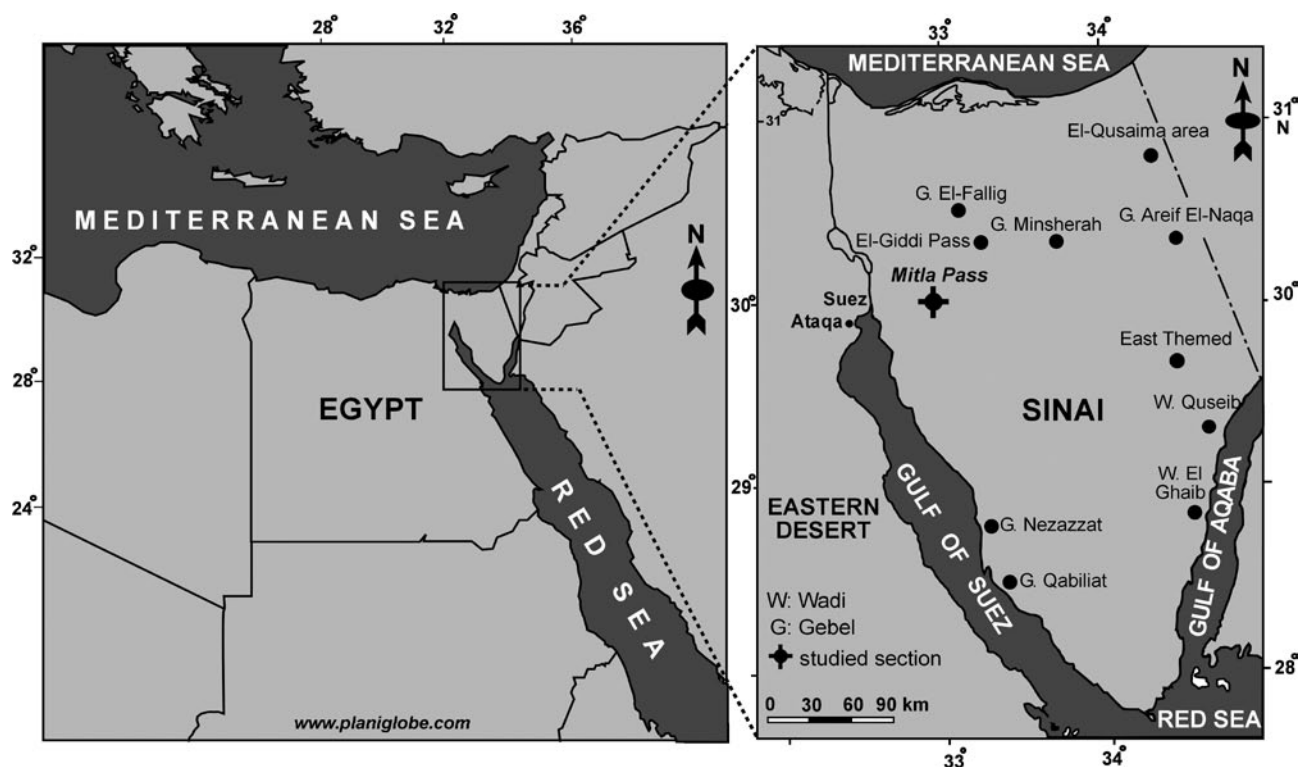 28°
32°
36°
32°
28°
24°
MEDITERRANEAN SEA
N
EGYPT
RED SEA
www.planiglobe.com
33°
34°
MEDITERRANEAN SEA
N
31°
N
31
El-Qusaima area
G. El-Fallig
G. Minsherah
G. Areif El-Naqa
El-Giddi Pass
Mitla Pass
30°
30°
Suez
Ataqa
East Themed
SINAI
W. Quseib
29°
W. El
Ghaib
GULF OF SUEZ
GULF OF AQABA
EASTERN
DESERT
G. Nezazzat
G. Qabiliat
W: Wadi
G: Gebel
studied section
28°
0 30 60 90 km
RED SEA
33°
34°